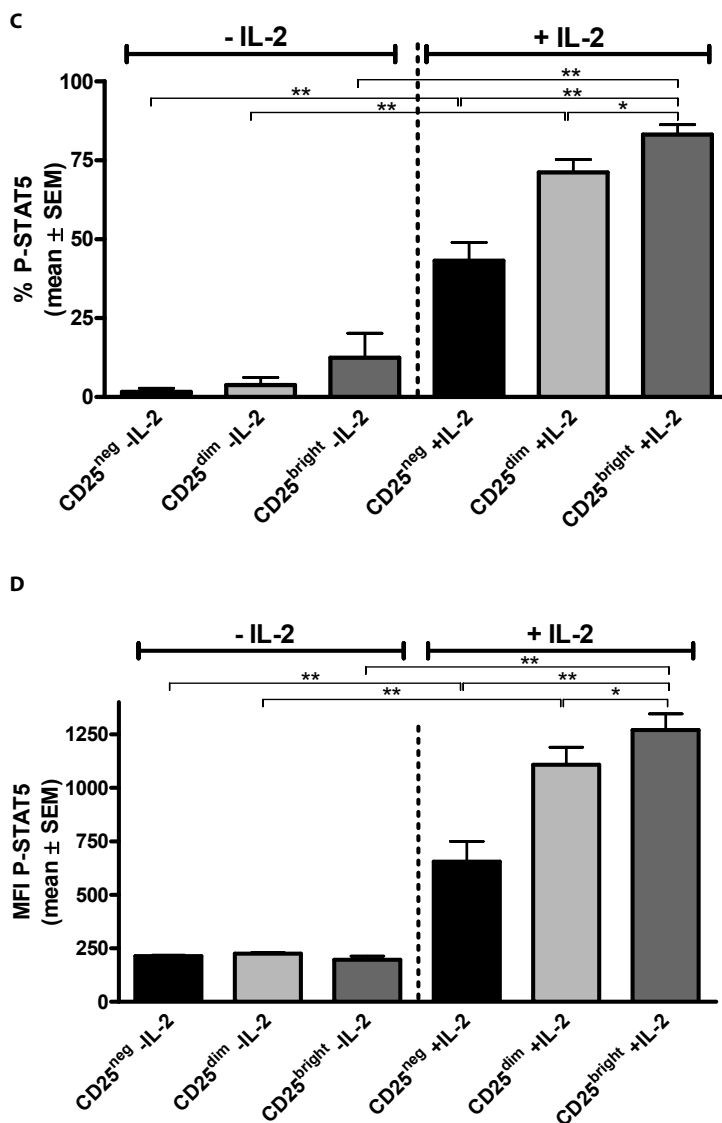 C
- IL-2 + IL-2
**
** **
** *
100
75
50
25
0
% P-STAT5
(mean ± SEM)
CD25neg -IL-2
CD25dim -IL-2
CD25bright -IL-2
CD25neg +IL-2
CD25dim +IL-2
CD25bright +IL-2
D
- IL-2 + IL-2
**
** **
** *
1250
1000
750
500
250
0
MFI P-STAT5
(mean ± SEM)
CD25neg -IL-2
CD25dim -IL-2
CD25bright -IL-2
CD25neg +IL-2
CD25dim +IL-2
CD25bright +IL-2